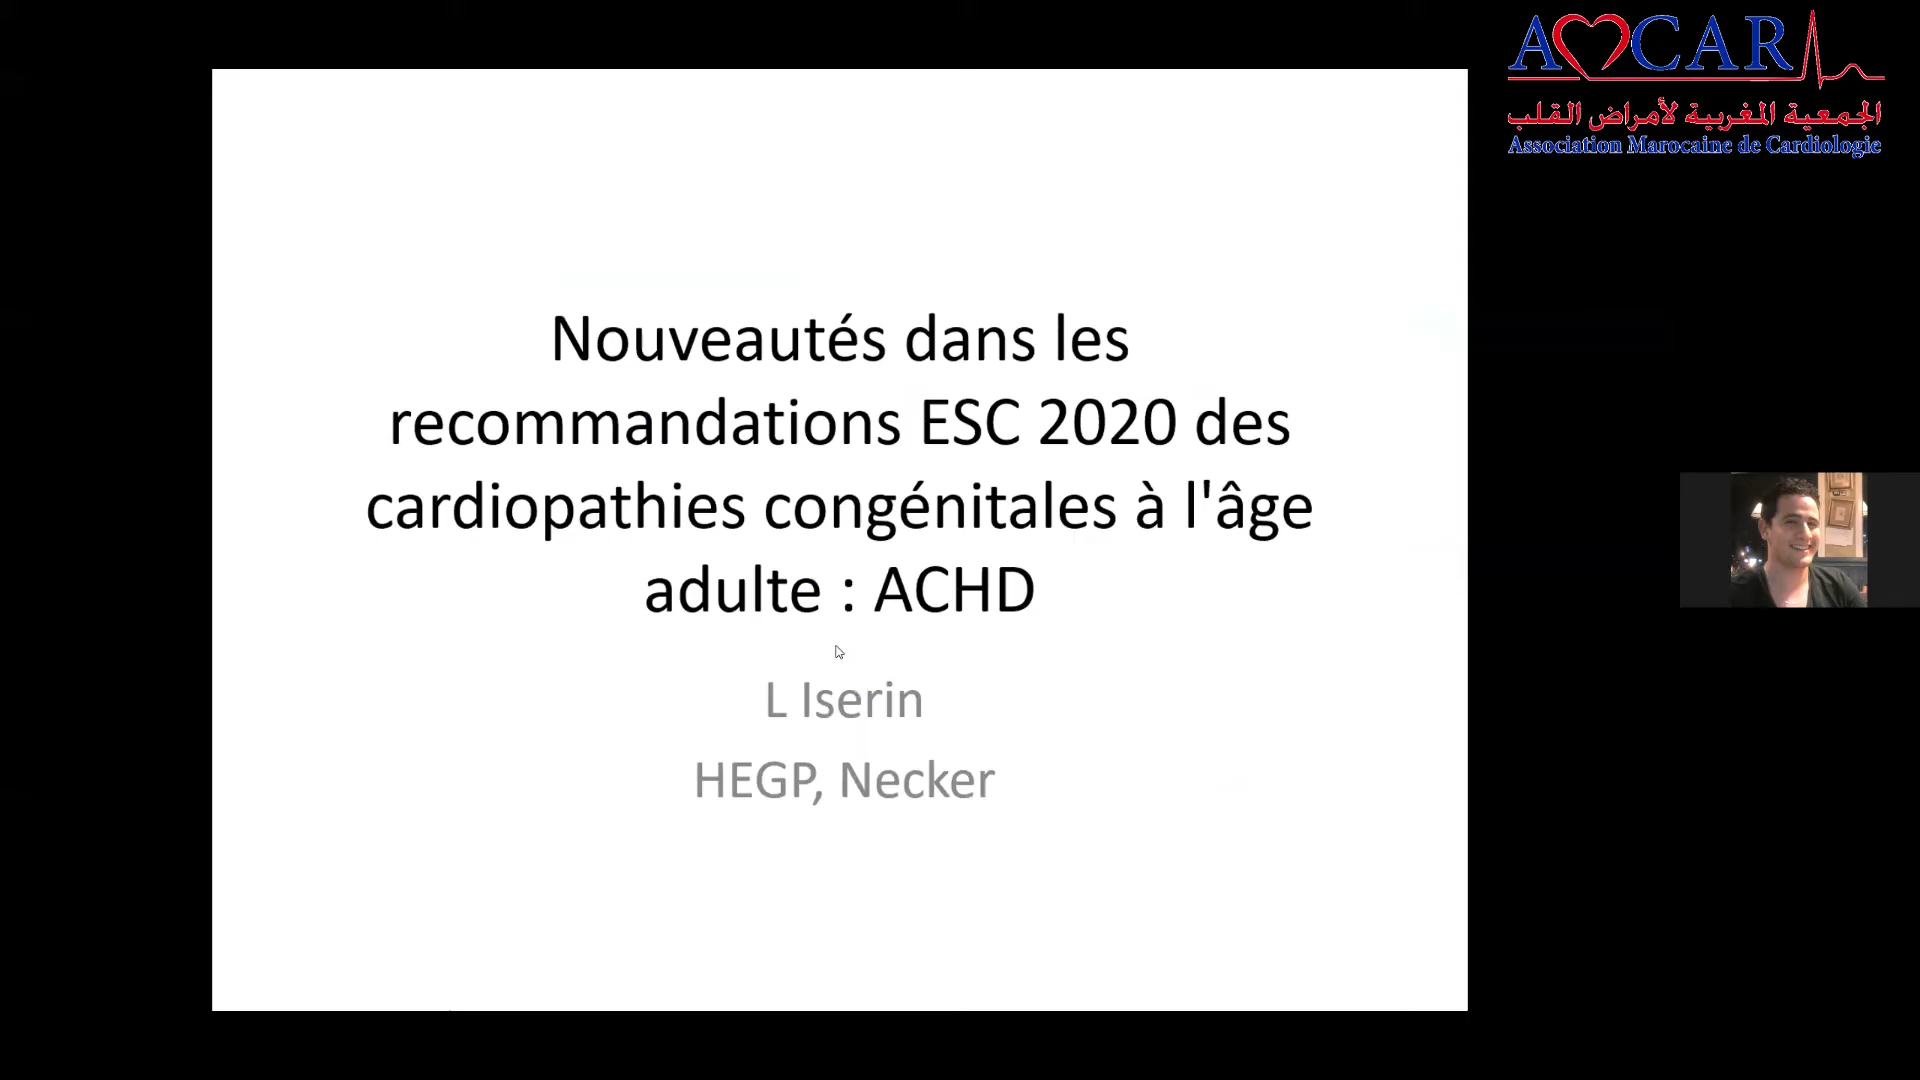 AMCAR
الجمعية المغربية لأمراض القلب
Association Marocaine de Cardiologie
Nouveautés dans les
recommandations ESC 2020 des
cardiopathies congénitales à l'âge
adulte : ACHD
L Iserin
HEGP, Necker